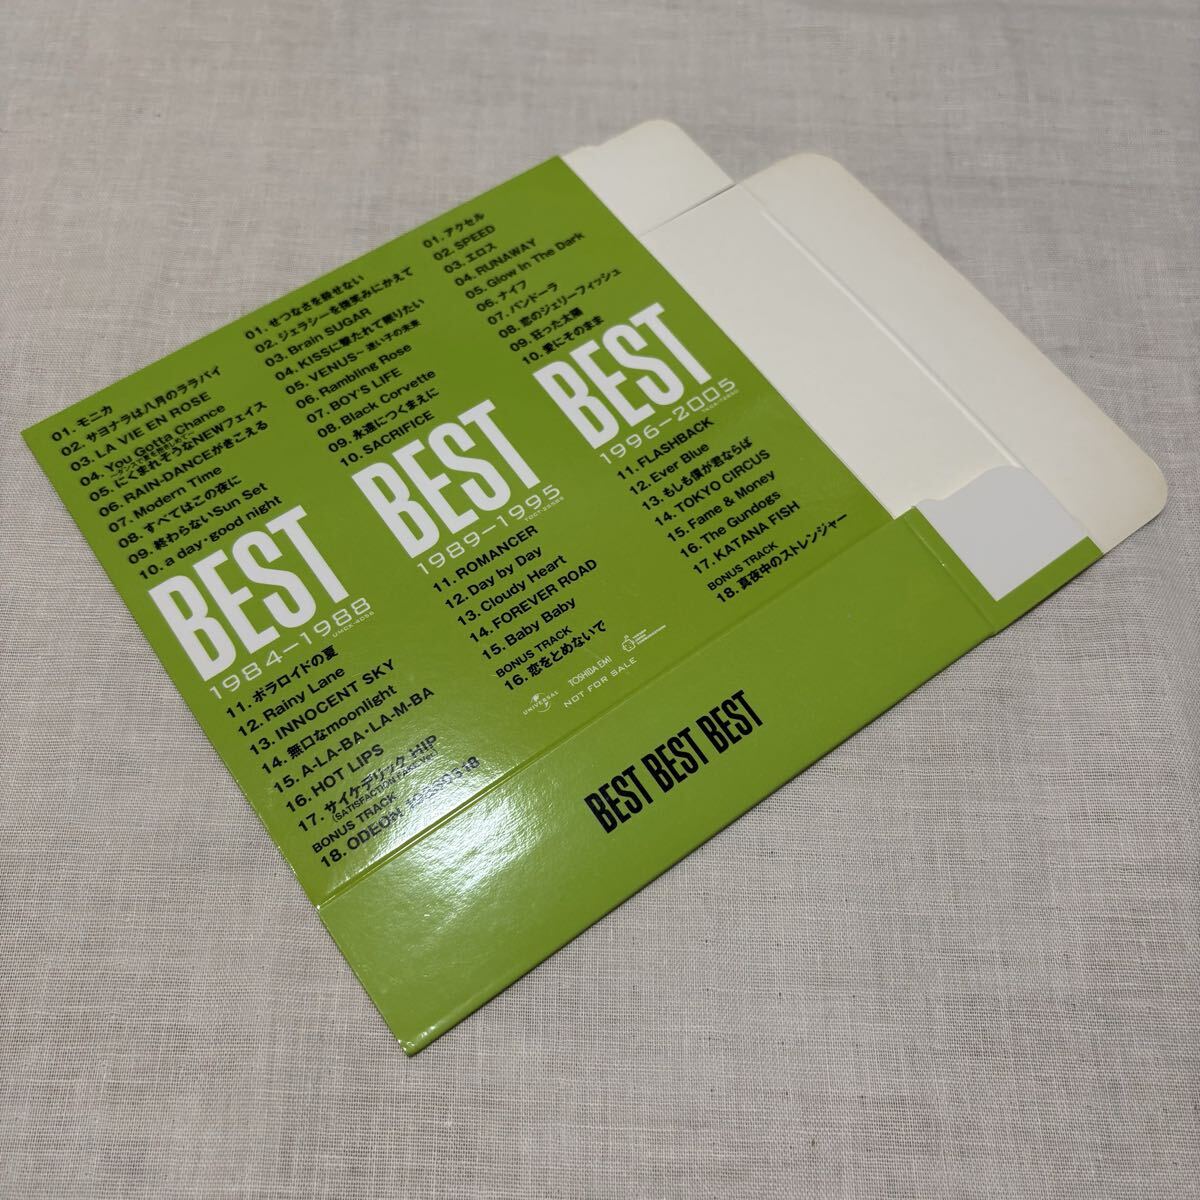 01. モニカ
02. サヨナラは八月のララバイ
03. LA VIE EN ROSE
04. You Gotta Chance
05. にくまれそうなNEWフェイス
06. RAIN-DANCEがきこえる
07. Modern Time
08. すべてはこの夜に
09. 終わらないSun Set
10. a day・good night
BEST
1984-1988
11. ポラロイドの夏
12. Rainy Lane
13. INNOCENT SKY
14. 無口なmoonlight
15. A-LA-BA・LA-M-BA
16. HOT LIPS
17. サイケデリック HIP
BONUS TRACK
18. ODEON
01. せつなさを殺せない
02. ジェラシーを微笑みにかえて
03. Brain SUGAR
04. KISSに撃たれて眠りたい
05. VENUS～迷い子の未来
06. Rambling Rose
07. BOY'S LIFE
08. Black Corvette
09. 永遠につくまえに
10. SACRIFICE
BEST
1989-1995
11. ROMANCER
12. Day by Day
13. Cloudy Heart
14. FOREVER ROAD
15. Baby Baby
BONUS TRACK
16. 恋をとめないで
UNIVERSAL
TOSHIBA EMI
NOT FOR SALE
01. アクセル
02. SPEED
03. エロス
04. RUNAWAY
05. Glow In The Dark
06. ナイフ
07. パンドーラ
08. 恋のジェリーフィッシュ
09. 狂った太陽
10. 愛にそのまま
BEST
1996-2005
11. FLASHBACK
12. Ever Blue
13. もしも僕が君ならば
14. TOKYO CIRCUS
15. Fame & Money
16. The Gundogs
17. KATANA FISH
BONUS TRACK
18. 真夜中のストレンジャー
BEST BEST BEST